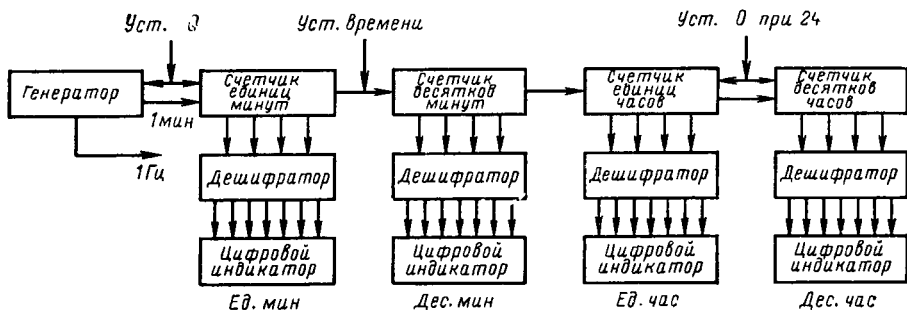 Уст. 0
Уст. времени
Уст. 0 при 24
Генератор
Счетчик
единиц
минут
Счетчик
десятков
минут
Счетчик
единиц
часов
Счетчик
десятков
часов
1мин
1Гц
Дешифратор
Дешифратор
Дешифратор
Дешифратор
Цифровой
индикатор
Цифровой
индикатор
Цифровой
индикатор
Цифровой
индикатор
Ед. мин
Дес. мин
Ед. час
Дес. час